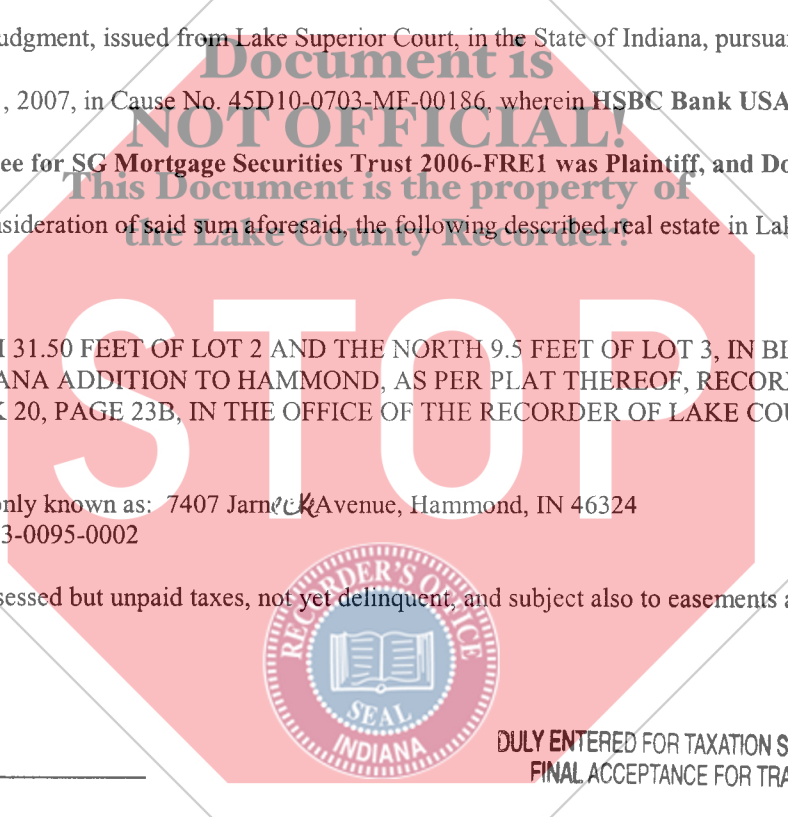 udgment, issued from Lake Superior Court, in the State of Indiana, pursua
Document is
, 2007, in Cause No. 45D10-0703-MF-00186, wherein HSBC Bank USA
NOT OFFICIAL!
ee for SG Mortgage Securities Trust 2006-FRE1 was Plaintiff, and Do
This Document is the property of
nsideration of said sum aforesaid, the following described real estate in Lak
the Lake County Recorder!
STOP
H 31.50 FEET OF LOT 2 AND THE NORTH 9.5 FEET OF LOT 3, IN BE
ANA ADDITION TO HAMMOND, AS PER PLAT THEREOF, RECOR
K 20, PAGE 23B, IN THE OFFICE OF THE RECORDER OF LAKE COU
only known as: 7407 Jarneck Avenue, Hammond, IN 46324
3-0095-0002
sessed but unpaid taxes, not yet delinquent, and subject also to easements a
RECORDER'S OFFICE
SEAL
INDIANA
DULY ENTERED FOR TAXATION S
FINAL ACCEPTANCE FOR TRA